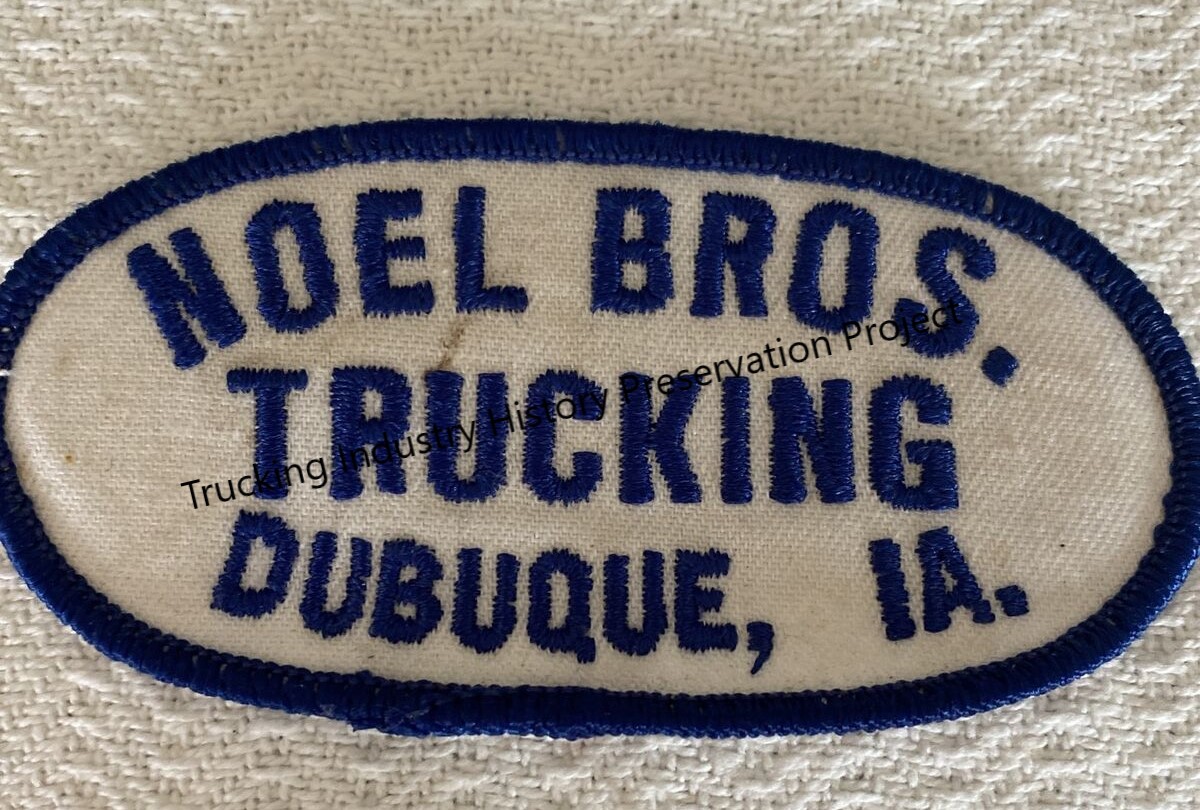 NOEL BROS.
TRUCKING
DUBUQUE, IA.
Trucking Industry History Preservation Project